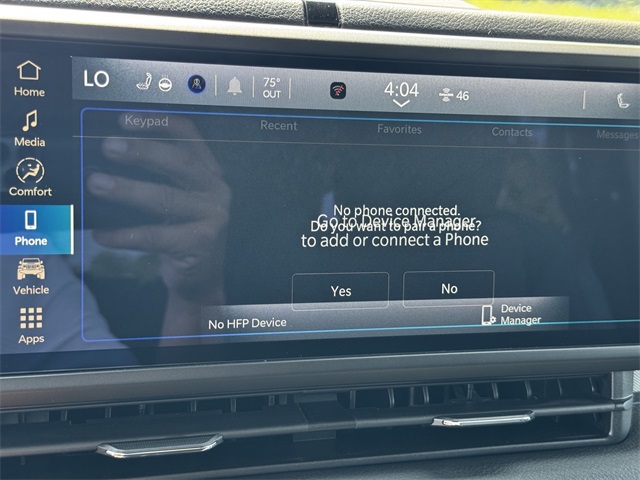 LO
75°
OUT
4:04
46
Home
Media
Comfort
Phone
Vehicle
Apps
Keypad
Recent
Favorites
Contacts
Messages
No phone connected.
Go to Device Manager
Do you want to pair a phone?
to add or connect a Phone
Yes
No
No HFP Device
Device
Manager